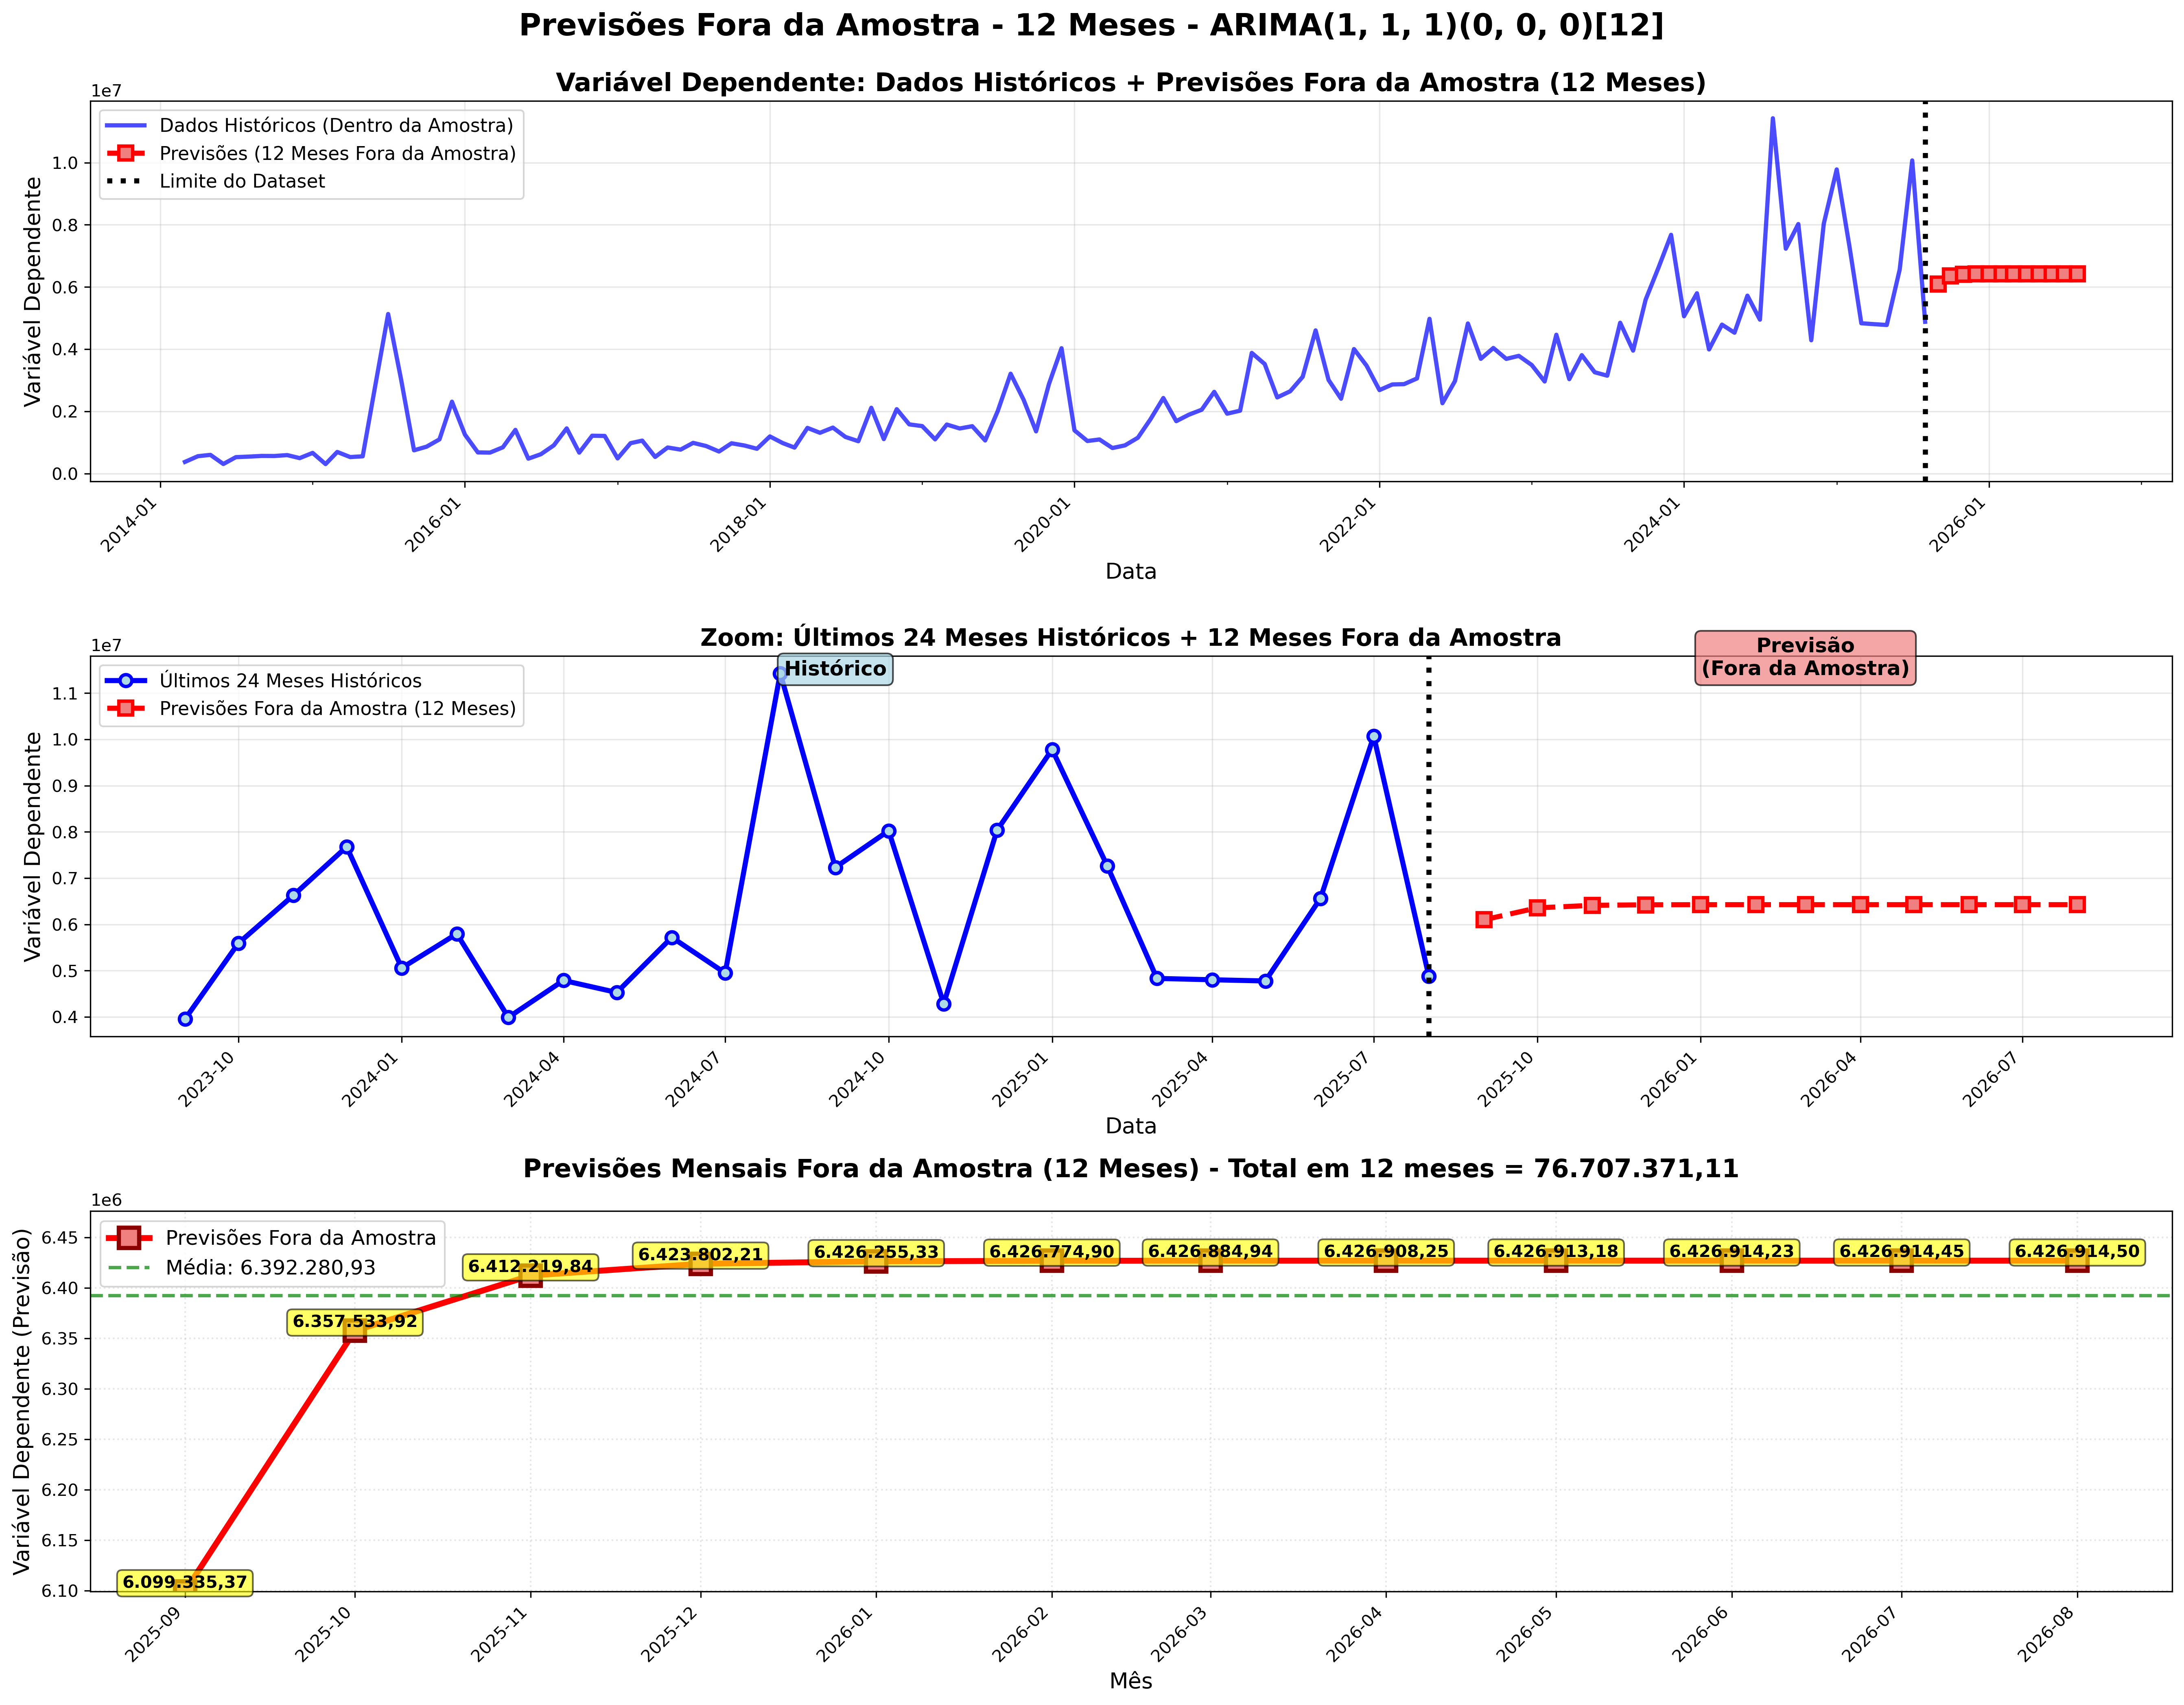 Previsões Fora da Amostra - 12 Meses - ARIMA(1, 1, 1)(0, 0, 0)[12]
Variável Dependente: Dados Históricos + Previsões Fora da Amostra (12 Meses)
1e7
Dados Históricos (Dentro da Amostra)
Previsões (12 Meses Fora da Amostra)
Limite do Dataset
Variável Dependente
1.0
0.8
0.6
0.4
0.2
0.0
2014-01
2016-01
2018-01
2020-01
2022-01
2024-01
2026-01
Data
Zoom: Últimos 24 Meses Históricos + 12 Meses Fora da Amostra
1e7
Últimos 24 Meses Históricos
Previsões Fora da Amostra (12 Meses)
Histórico
Previsão
(Fora da Amostra)
Variável Dependente
1.1
1.0
0.9
0.8
0.7
0.6
0.5
0.4
2023-10
2024-01
2024-04
2024-07
2024-10
2025-01
2025-04
2025-07
2025-10
2026-01
2026-04
2026-07
Data
Previsões Mensais Fora da Amostra (12 Meses) - Total em 12 meses = 76.707.371,11
1e6
Previsões Fora da Amostra
Média: 6.392.280,93
Variável Dependente (Previsão)
6.45
6.40
6.35
6.30
6.25
6.20
6.15
6.10
6.099.335,37
6.357.533,92
6.412.219,84
6.423.802,21
6.426.255,33
6.426.774,90
6.426.884,94
6.426.908,25
6.426.913,18
6.426.914,23
6.426.914,45
6.426.914,50
2025-09
2025-10
2025-11
2025-12
2026-01
2026-02
2026-03
2026-04
2026-05
2026-06
2026-07
2026-08
Mês